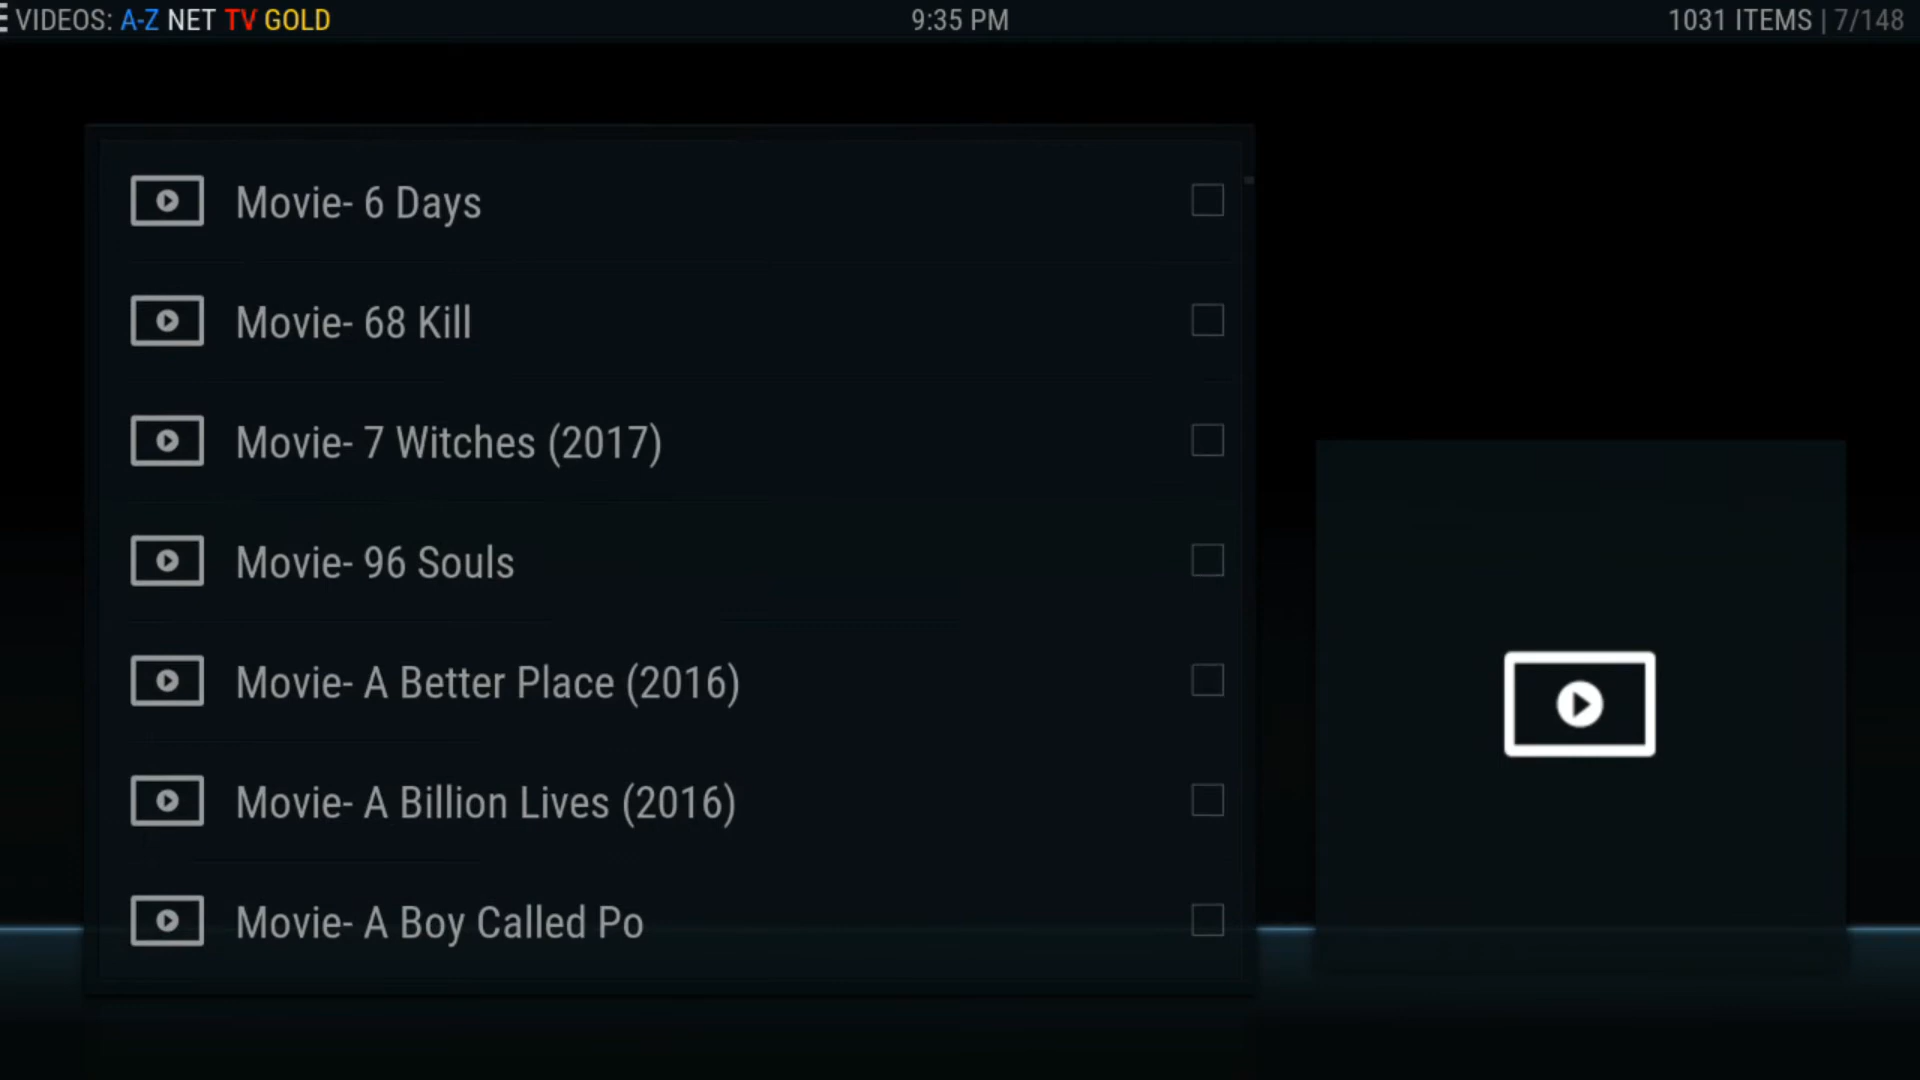 VIDEOS: A-Z NET TV GOLD
9:35 PM
1031 ITEMS | 7/148
Movie- 6 Days
Movie- 68 Kill
Movie- 7 Witches (2017)
Movie- 96 Souls
Movie- A Better Place (2016)
Movie- A Billion Lives (2016)
Movie- A Boy Called Po